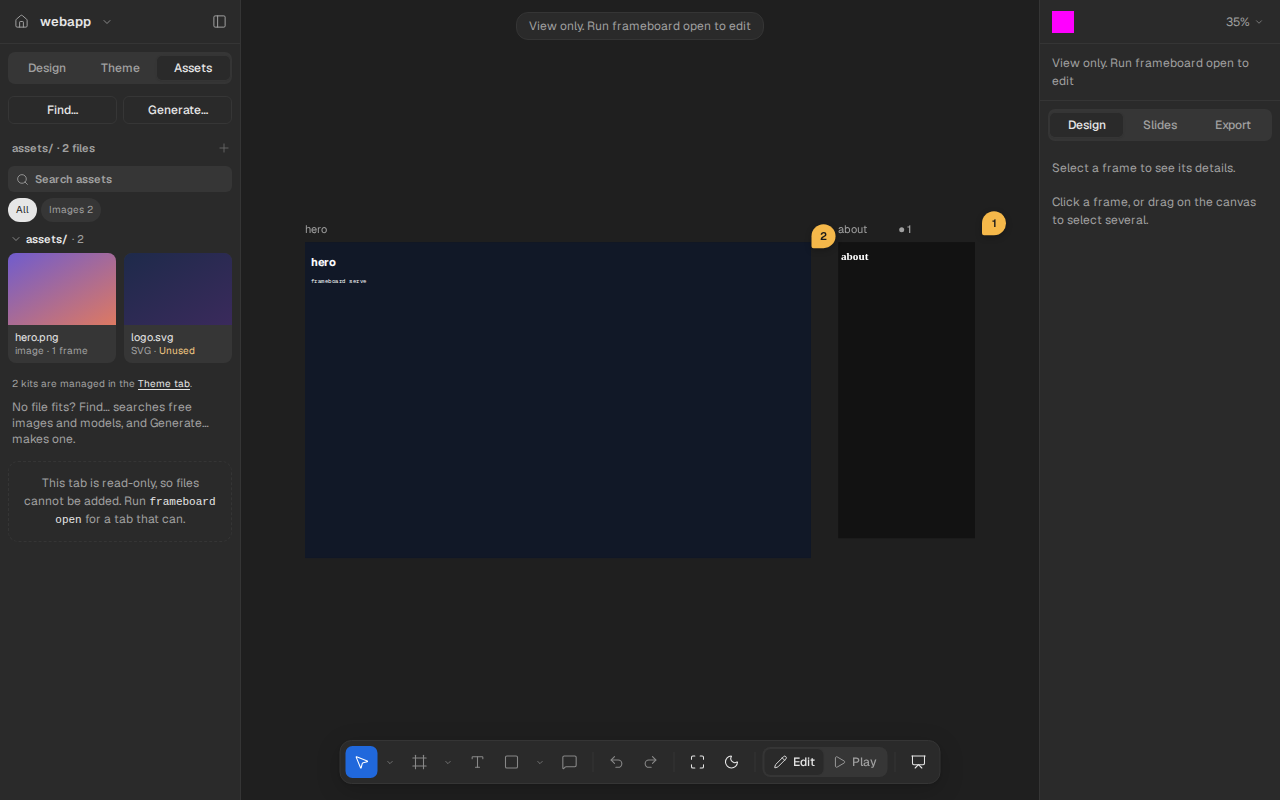 webapp
View only. Run frameboard open to edit
35%
Design Theme Assets
View only. Run frameboard open to
edit
Find… Generate…
Design Slides Export
assets/ · 2 files
Search assets
Select a frame to see its details.
All Images 2
Click a frame, or drag on the canvas
to select several.
assets/ · 2
hero
2
about
1
1
hero
frameboard serve
about
hero.png
image · 1 frame
logo.svg
SVG · Unused
2 kits are managed in the Theme tab.
No file fits? Find… searches free
images and models, and Generate…
makes one.
This tab is read-only, so files
cannot be added. Run frameboard
open for a tab that can.
Edit Play